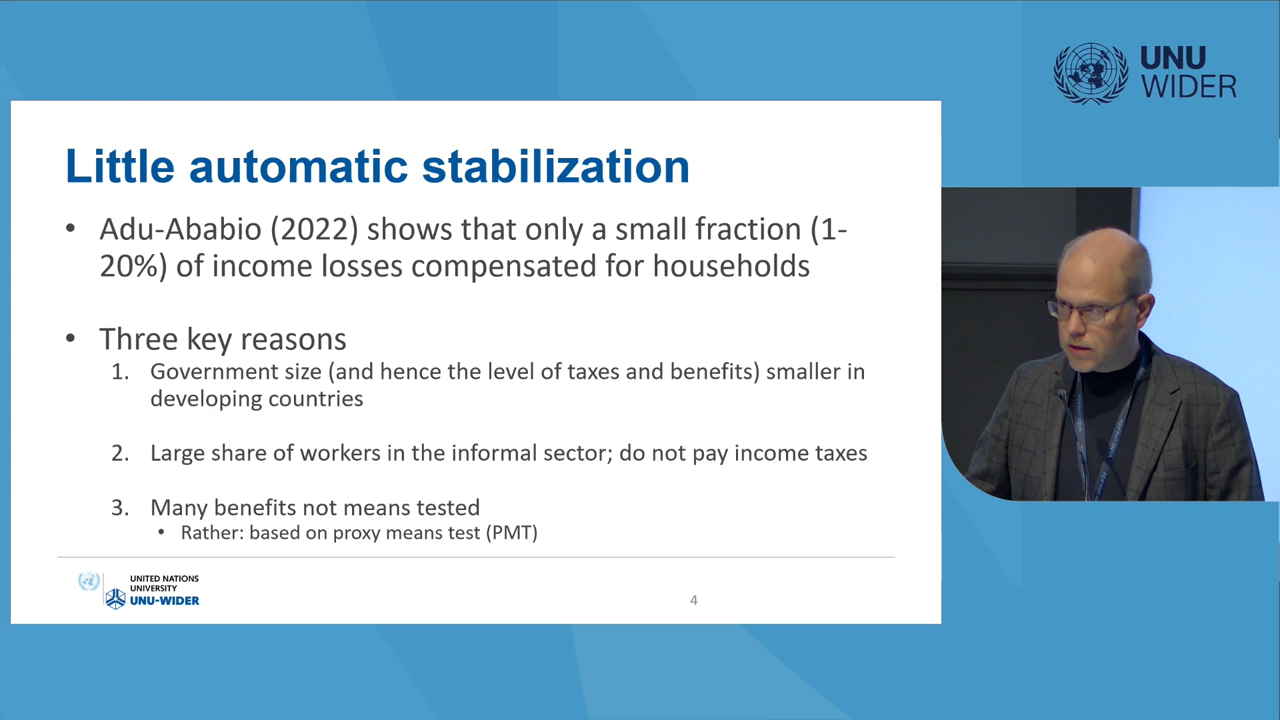 UNU
WIDER
Little automatic stabilization
• Adu-Ababio (2022) shows that only a small fraction (1-
20%) of income losses compensated for households
• Three key reasons
1. Government size (and hence the level of taxes and benefits) smaller in
developing countries
2. Large share of workers in the informal sector; do not pay income taxes
3. Many benefits not means tested
• Rather: based on proxy means test (PMT)
UNITED NATIONS
UNIVERSITY
UNU-WIDER
4